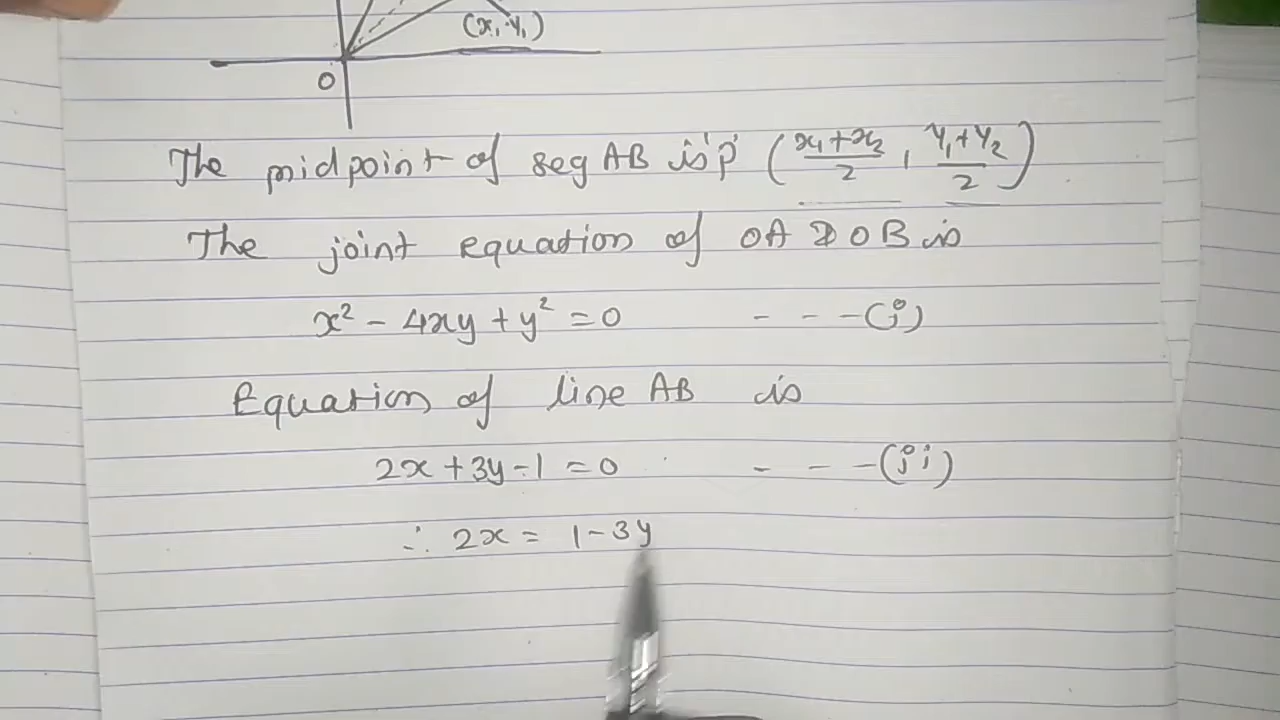 (x₁, y₁)
O
The midpoint of seg AB is 'P' ((x₁+x₂)/2, (y₁+y₂)/2)
The joint equation of OA & OB is
x² - 4xy + y² = 0 - - - (i)
Equation of line AB is
2x + 3y - 1 = 0 - - - (ii)
∴ 2x = 1 - 3y